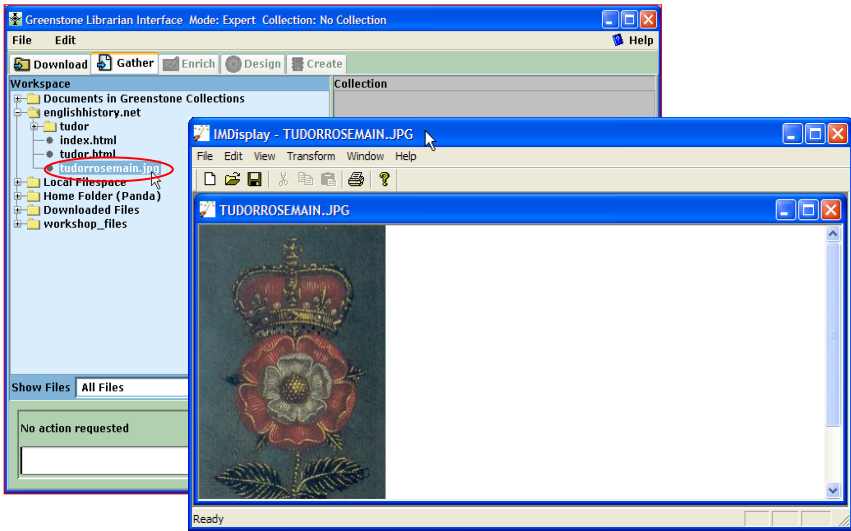 Greenstone Librarian Interface Mode: Expert Collection: No Collection
File Edit Help
Download Gather Enrich Design Create
Workspace
Collection
Documents in Greenstone Collections
englishhistory.net
tudor
index.html
tudor.html
tudorrosemain.jpg
Local Filespace
Home Folder (Panda)
Downloaded Files
workshop_files
Show Files All Files
No action requested
IMDisplay - TUDORROSEMAIN.JPG
File Edit View Transform Window Help
TUDORROSEMAIN.JPG
Ready